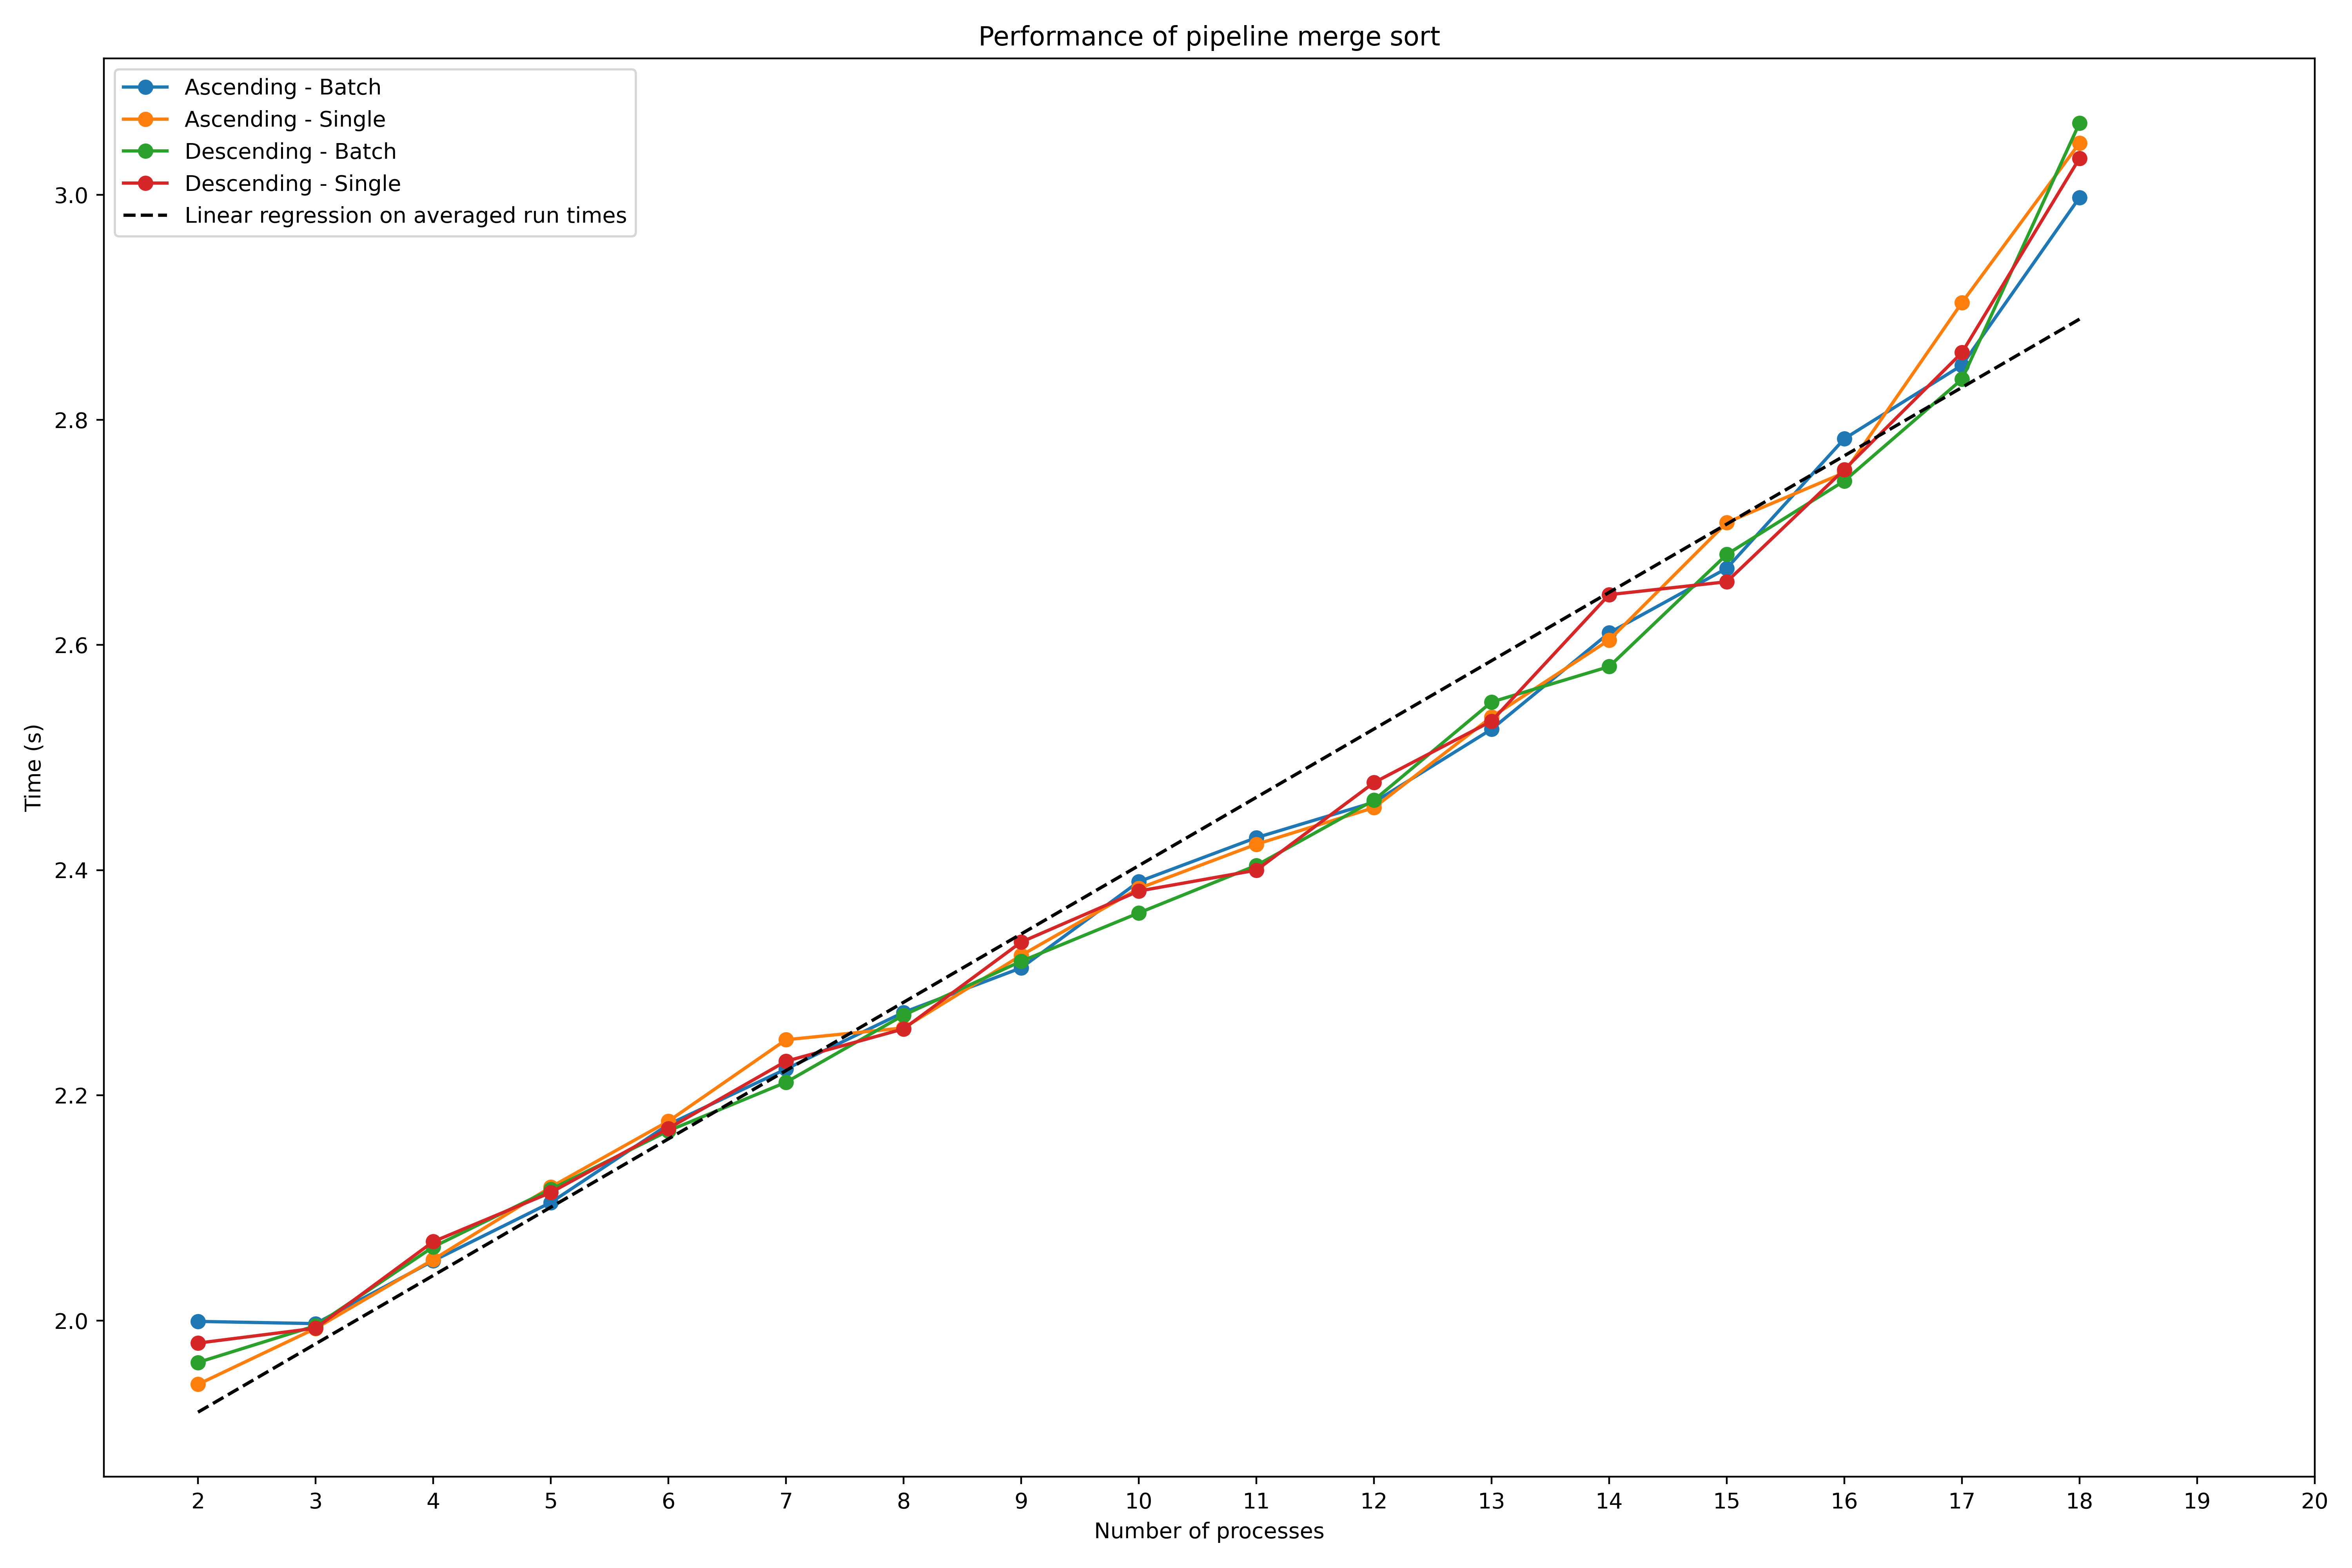 Performance of pipeline merge sort
Ascending - Batch
Ascending - Single
Descending - Batch
Descending - Single
Linear regression on averaged run times
3.0
2.8
2.6
2.4
2.2
2.0
Time (s)
2 3 4 5 6 7 8 9 10 11 12 13 14 15 16 17 18 19 20
Number of processes